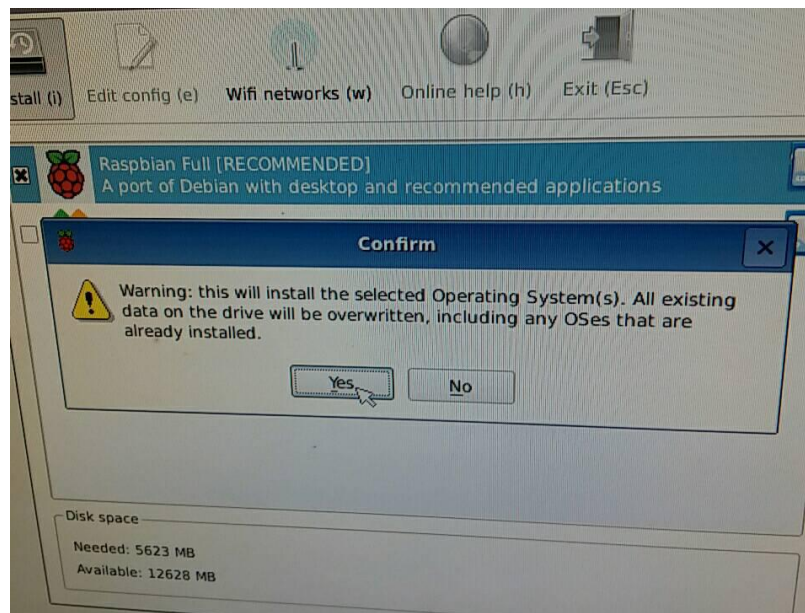 stall (i)
Edit config (e)
Wifi networks (w)
Online help (h)
Exit (Esc)
Raspbian Full [RECOMMENDED]
A port of Debian with desktop and recommended applications
Confirm
Warning: this will install the selected Operating System(s). All existing
data on the drive will be overwritten, including any OSes that are
already installed.
Yes
No
Disk space
Needed: 5623 MB
Available: 12628 MB